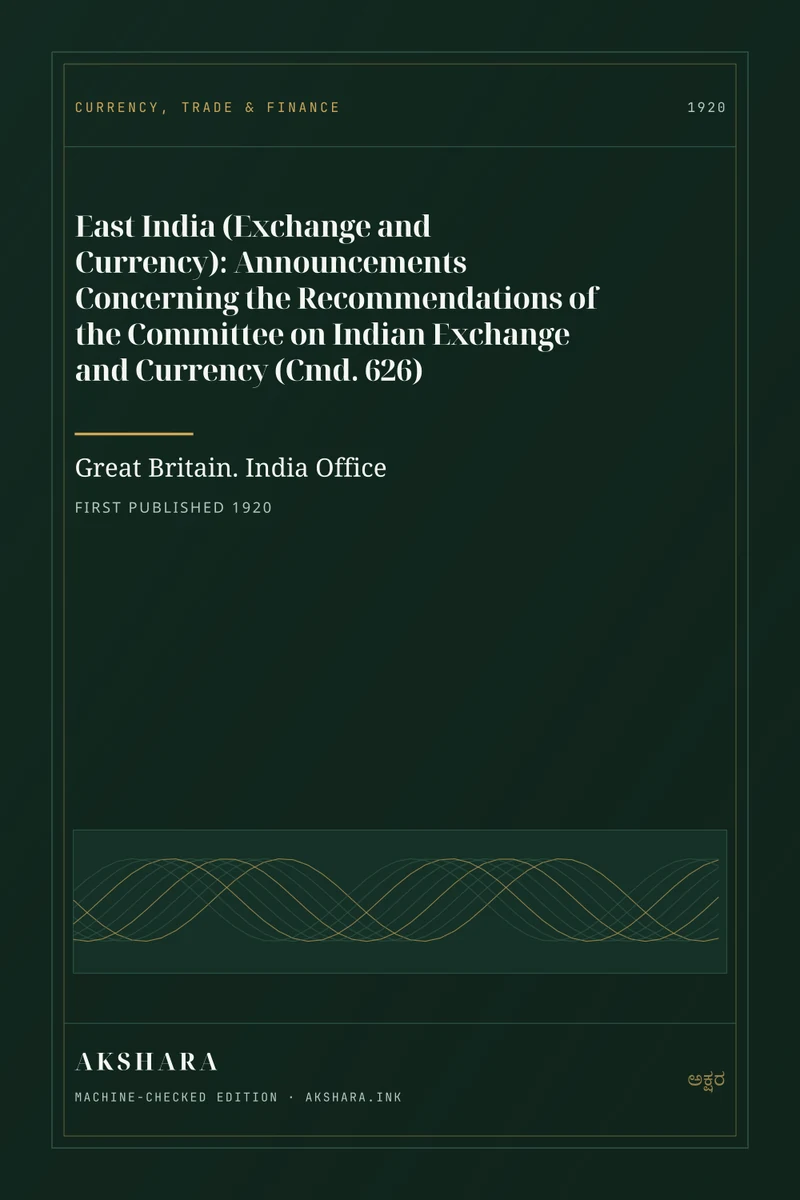 CURRENCY, TRADE & FINANCE
1920
East India (Exchange and
Currency): Announcements
Concerning the Recommendations of
the Committee on Indian Exchange
and Currency (Cmd. 626)
Great Britain. India Office
FIRST PUBLISHED 1920
AKSHARA
MACHINE-CHECKED EDITION · AKSHARA.INK
ಅಕ್ಷರ